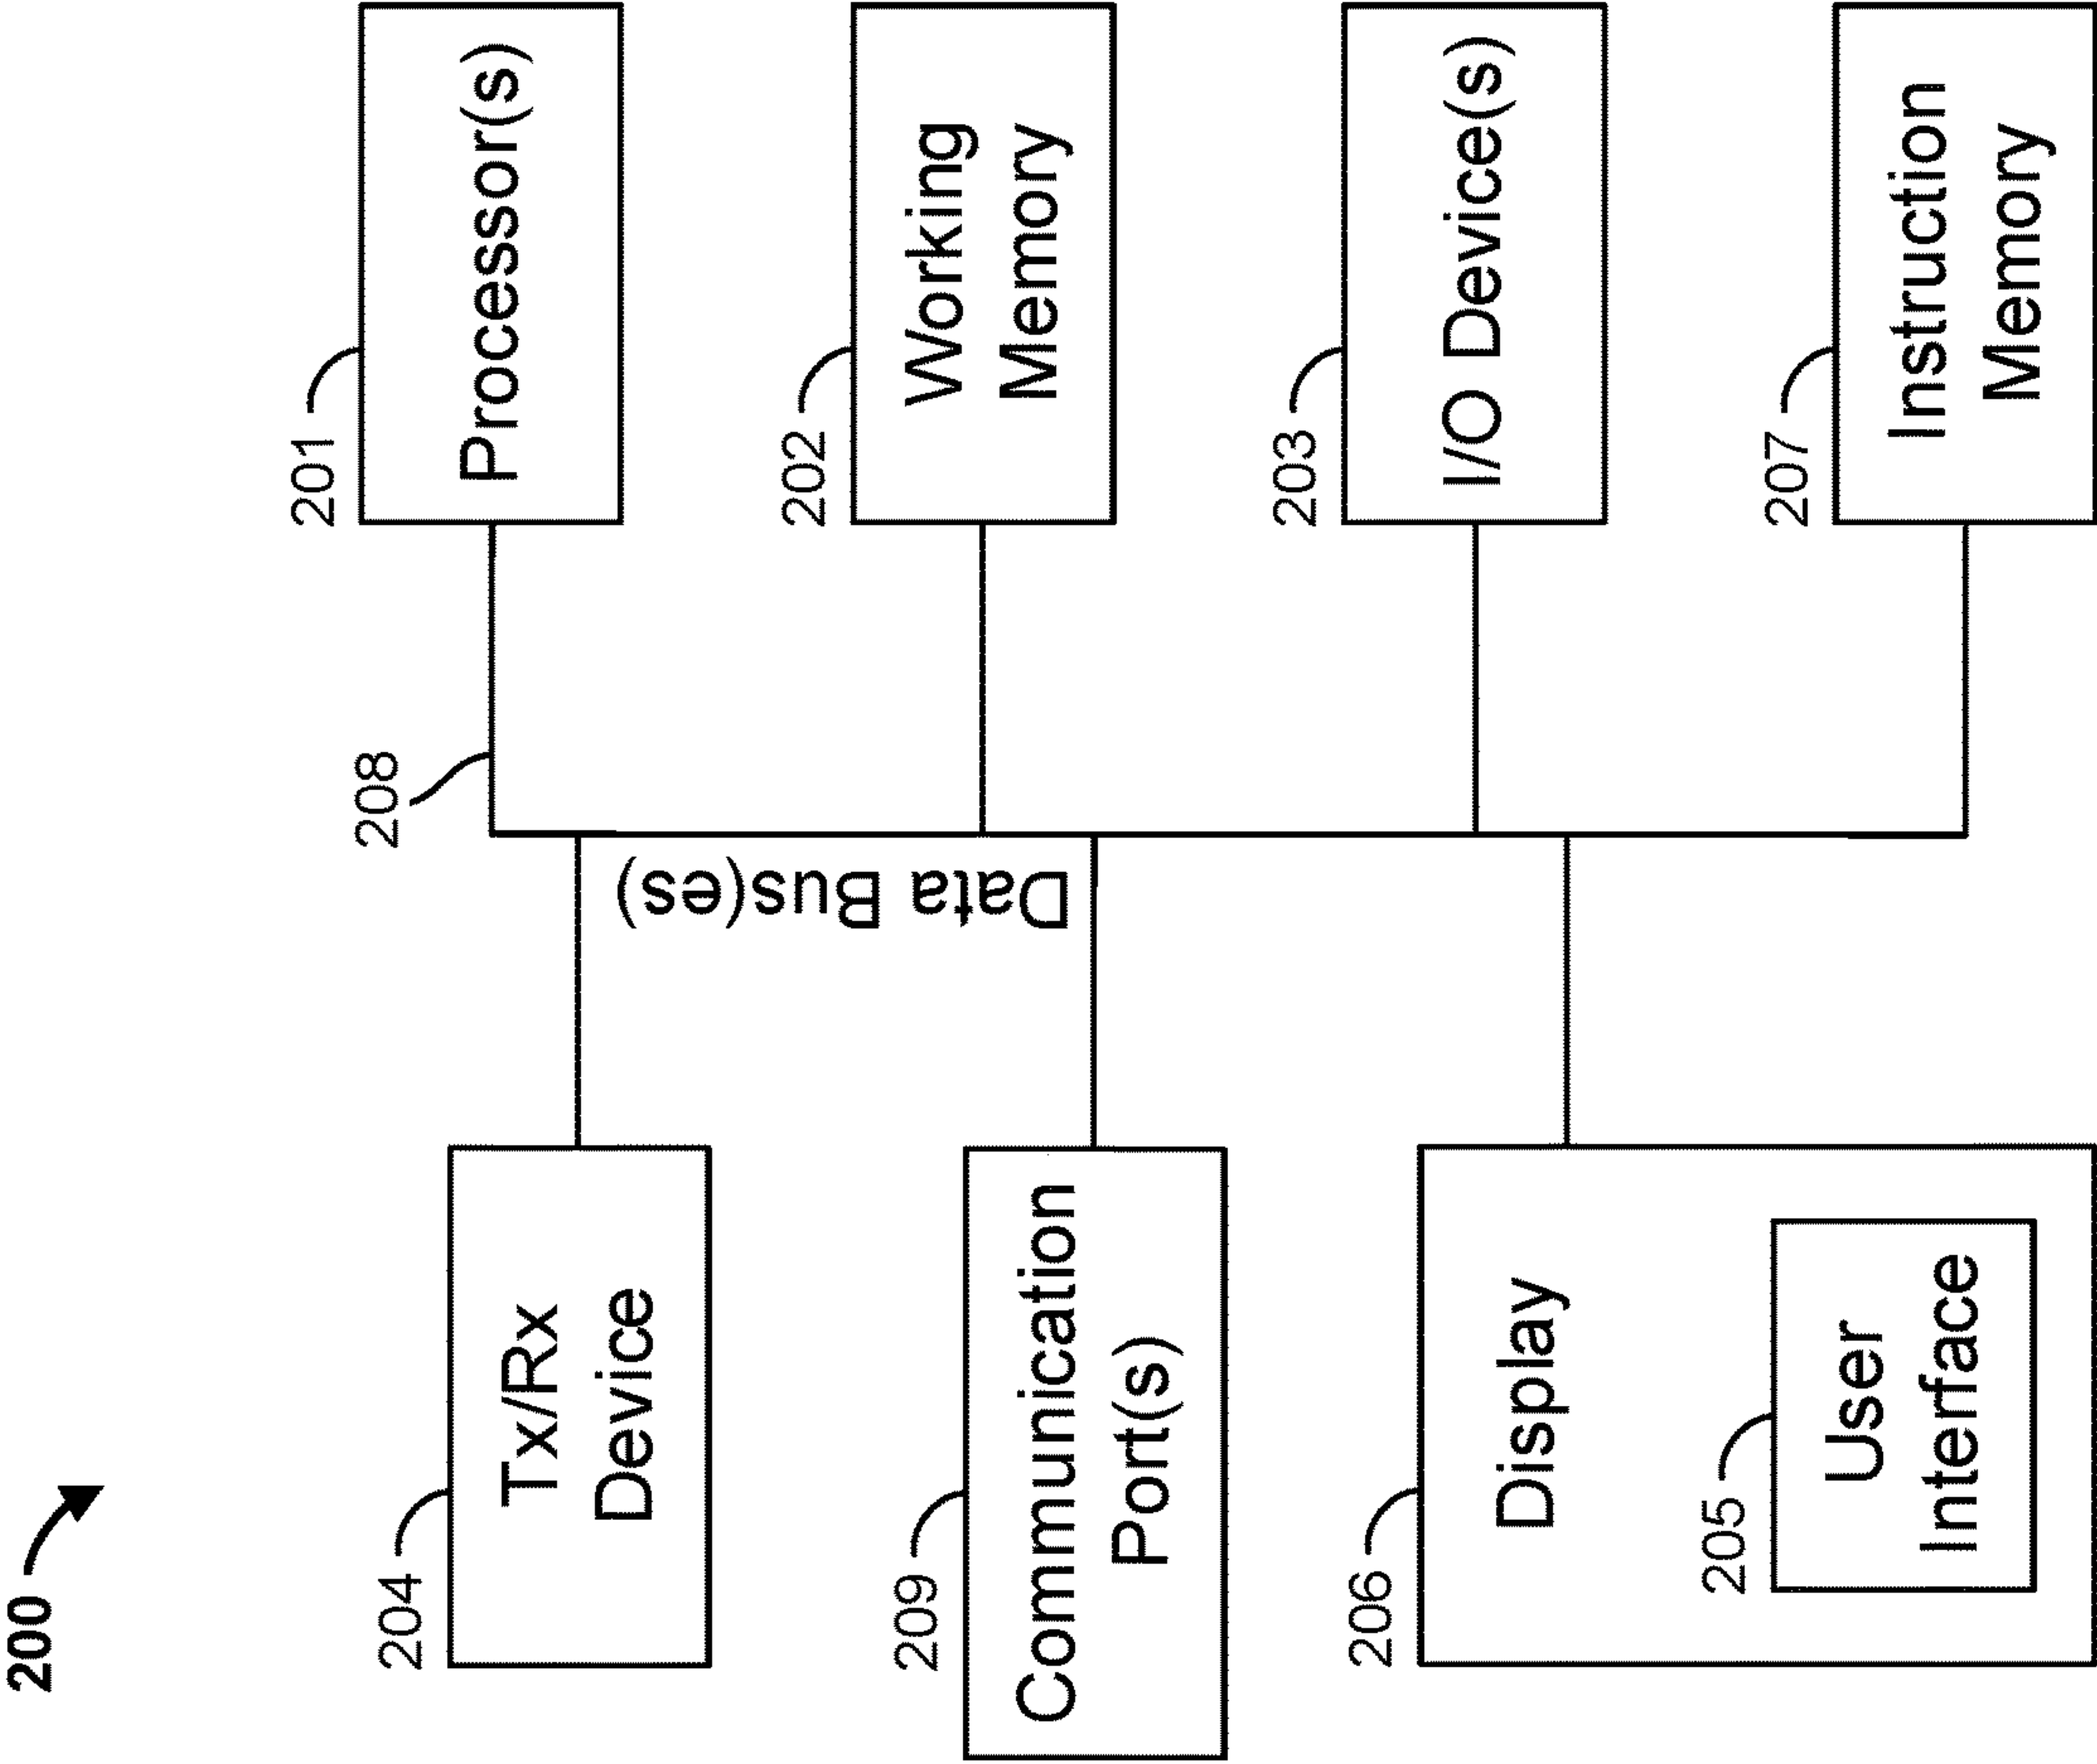 200
204
Tx/Rx
Device
209
Communication
Port(s)
206
Display
205
User
Interface
208
Data Bus(es)
201
Processor(s)
202
Working
Memory
203
I/O Device(s)
207
Instruction
Memory